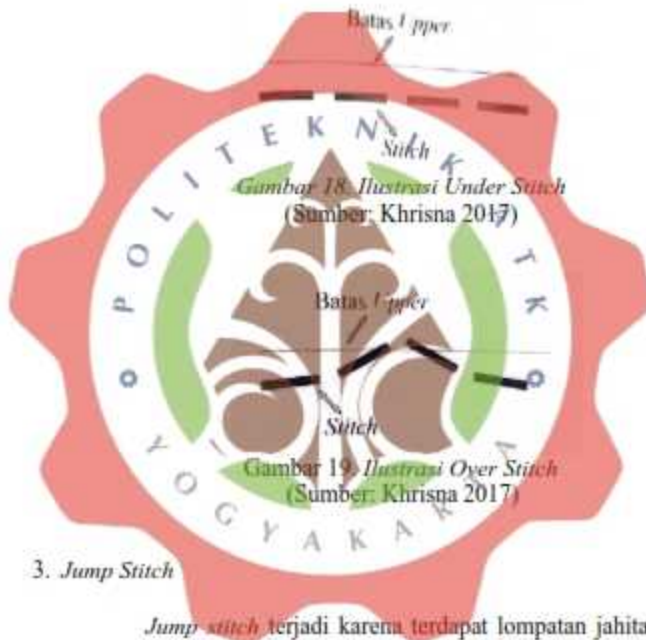 Batas Upper
Stitch
Gambar 18. Ilustrasi Under Stitch
(Sumber: Khrisna 2017)
Batas Upper
Stitch
Gambar 19. Ilustrasi Over Stitch
(Sumber: Khrisna 2017)
3. Jump Stitch
Jump stitch terjadi karena terdapat lompatan jahita
POLITEKNIK ATK
YOGYAKARTA